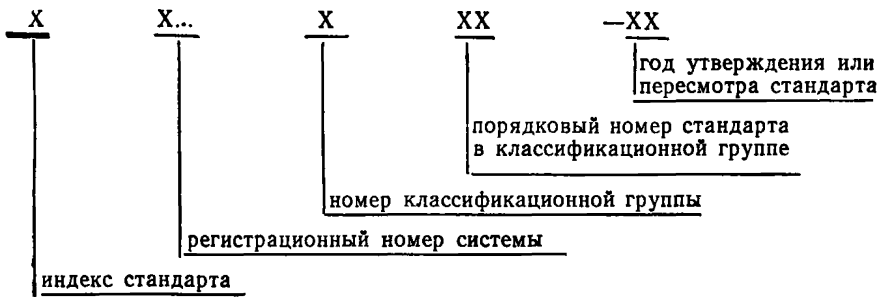 X X... X XX —XX
год утверждения или
пересмотра стандарта
порядковый номер стандарта
в классификационной группе
номер классификационной группы
регистрационный номер системы
индекс стандарта